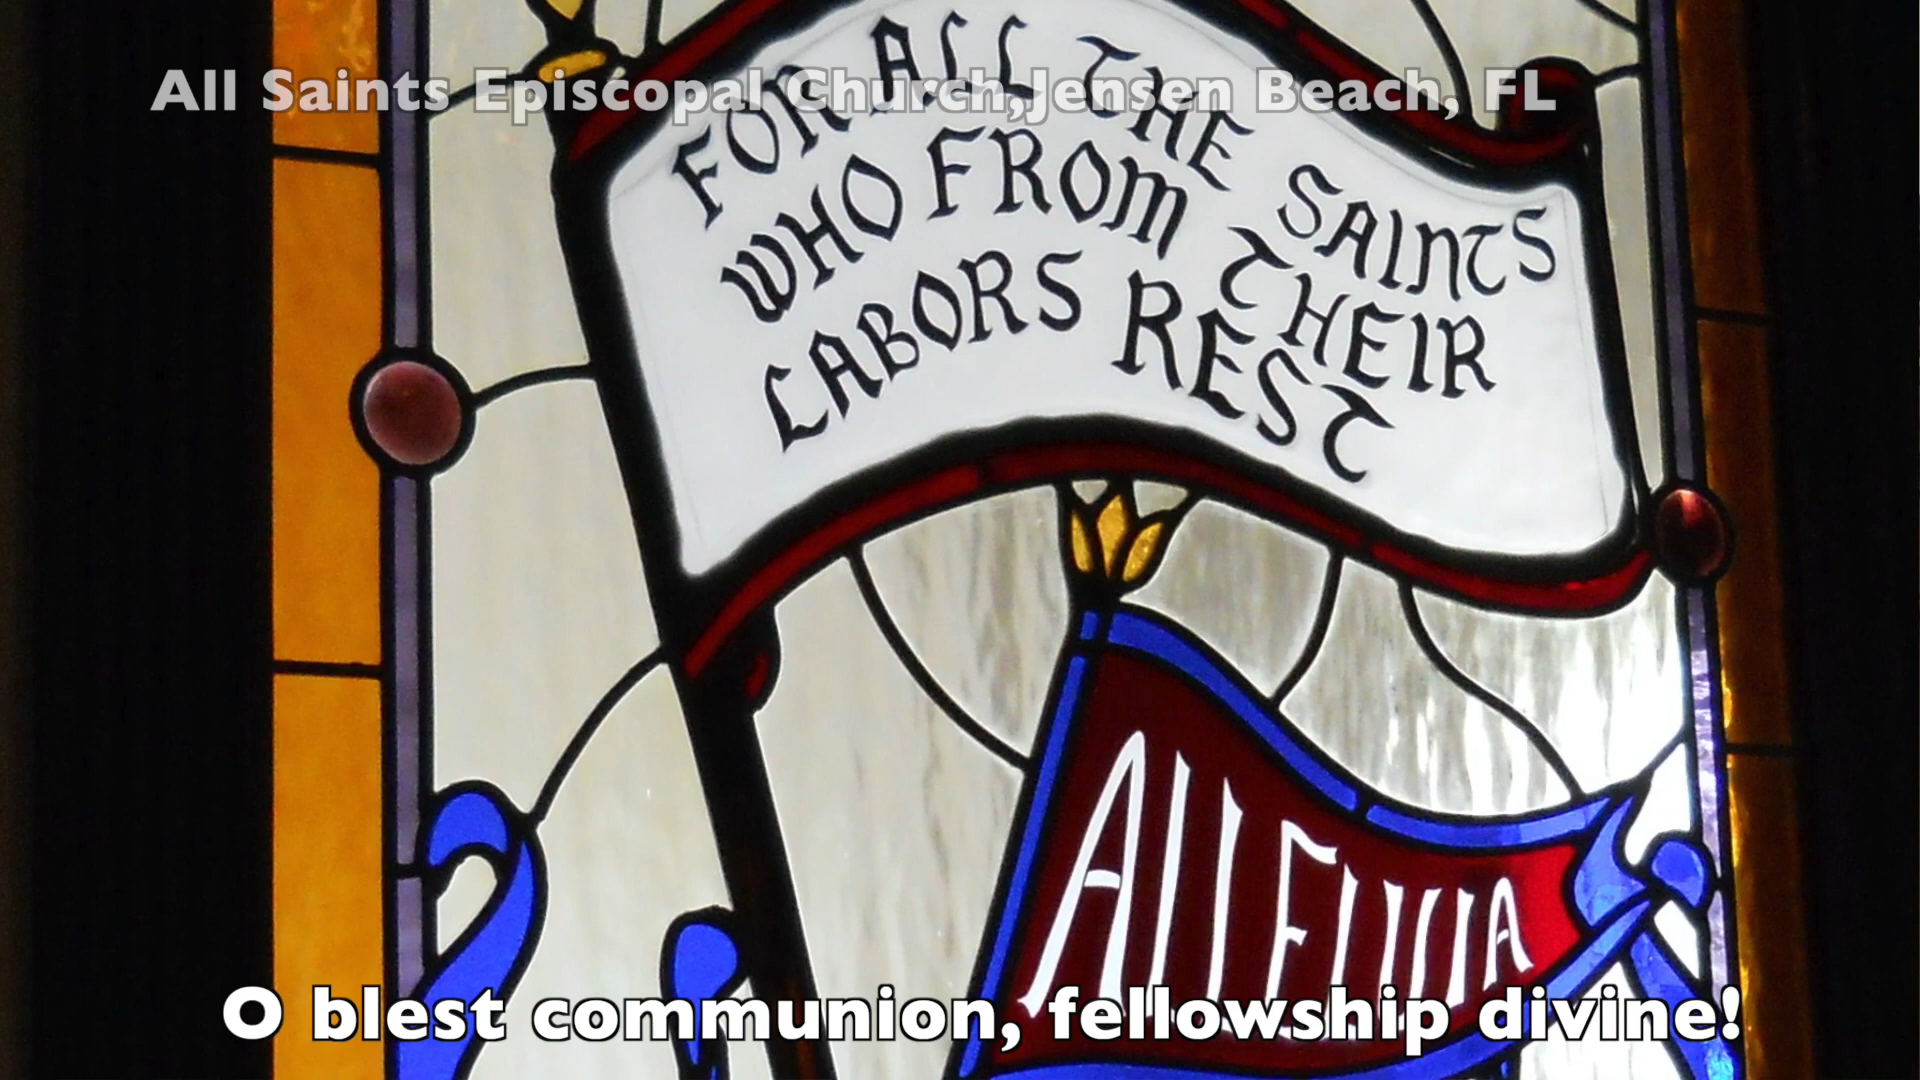 All Saints Episcopal Church,Jensen Beach, FL
FOR ALL THE SAINTS
WHO FROM THEIR
LABORS REST
ALLELUIA
O blest communion, fellowship divine!